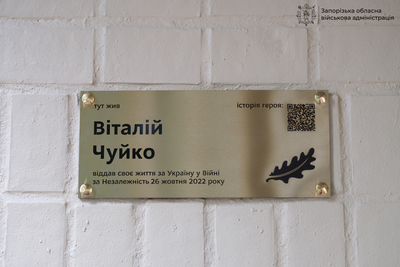 Запорізька обласна
військова адміністрація
тут жив
історія героя:
Віталій
Чуйко
віддав своє життя за Україну у Війні
за Незалежність 26 жовтня 2022 року